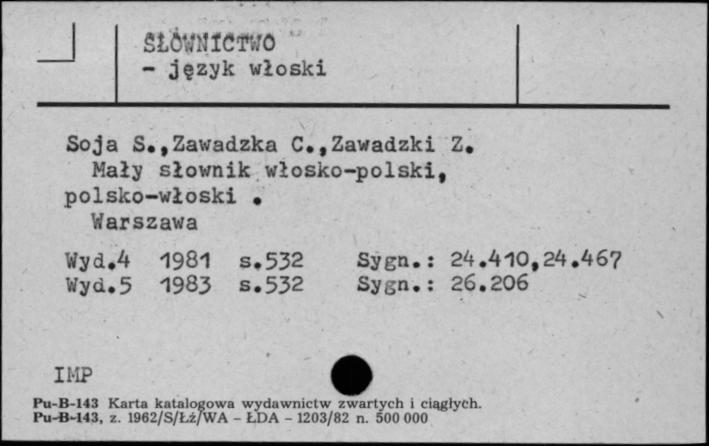 SŁOWNICTWO
- język włoski
Soja S.,Zawadzka C.,Zawadzki Z.
Mały słownik włosko-polski,
polsko-włoski .
Warszawa
Wyd.4 1981 s.532 Sygn.: 24.410,24.467
Wyd.5 1983 s.532 Sygn.: 26.206
IMP
Pu-B-143 Karta katalogowa wydawnictw zwartych i ciągłych.
Pu-B-143, z. 1962/S/Łź/WA - ŁDA - 1203/82 n. 500 000